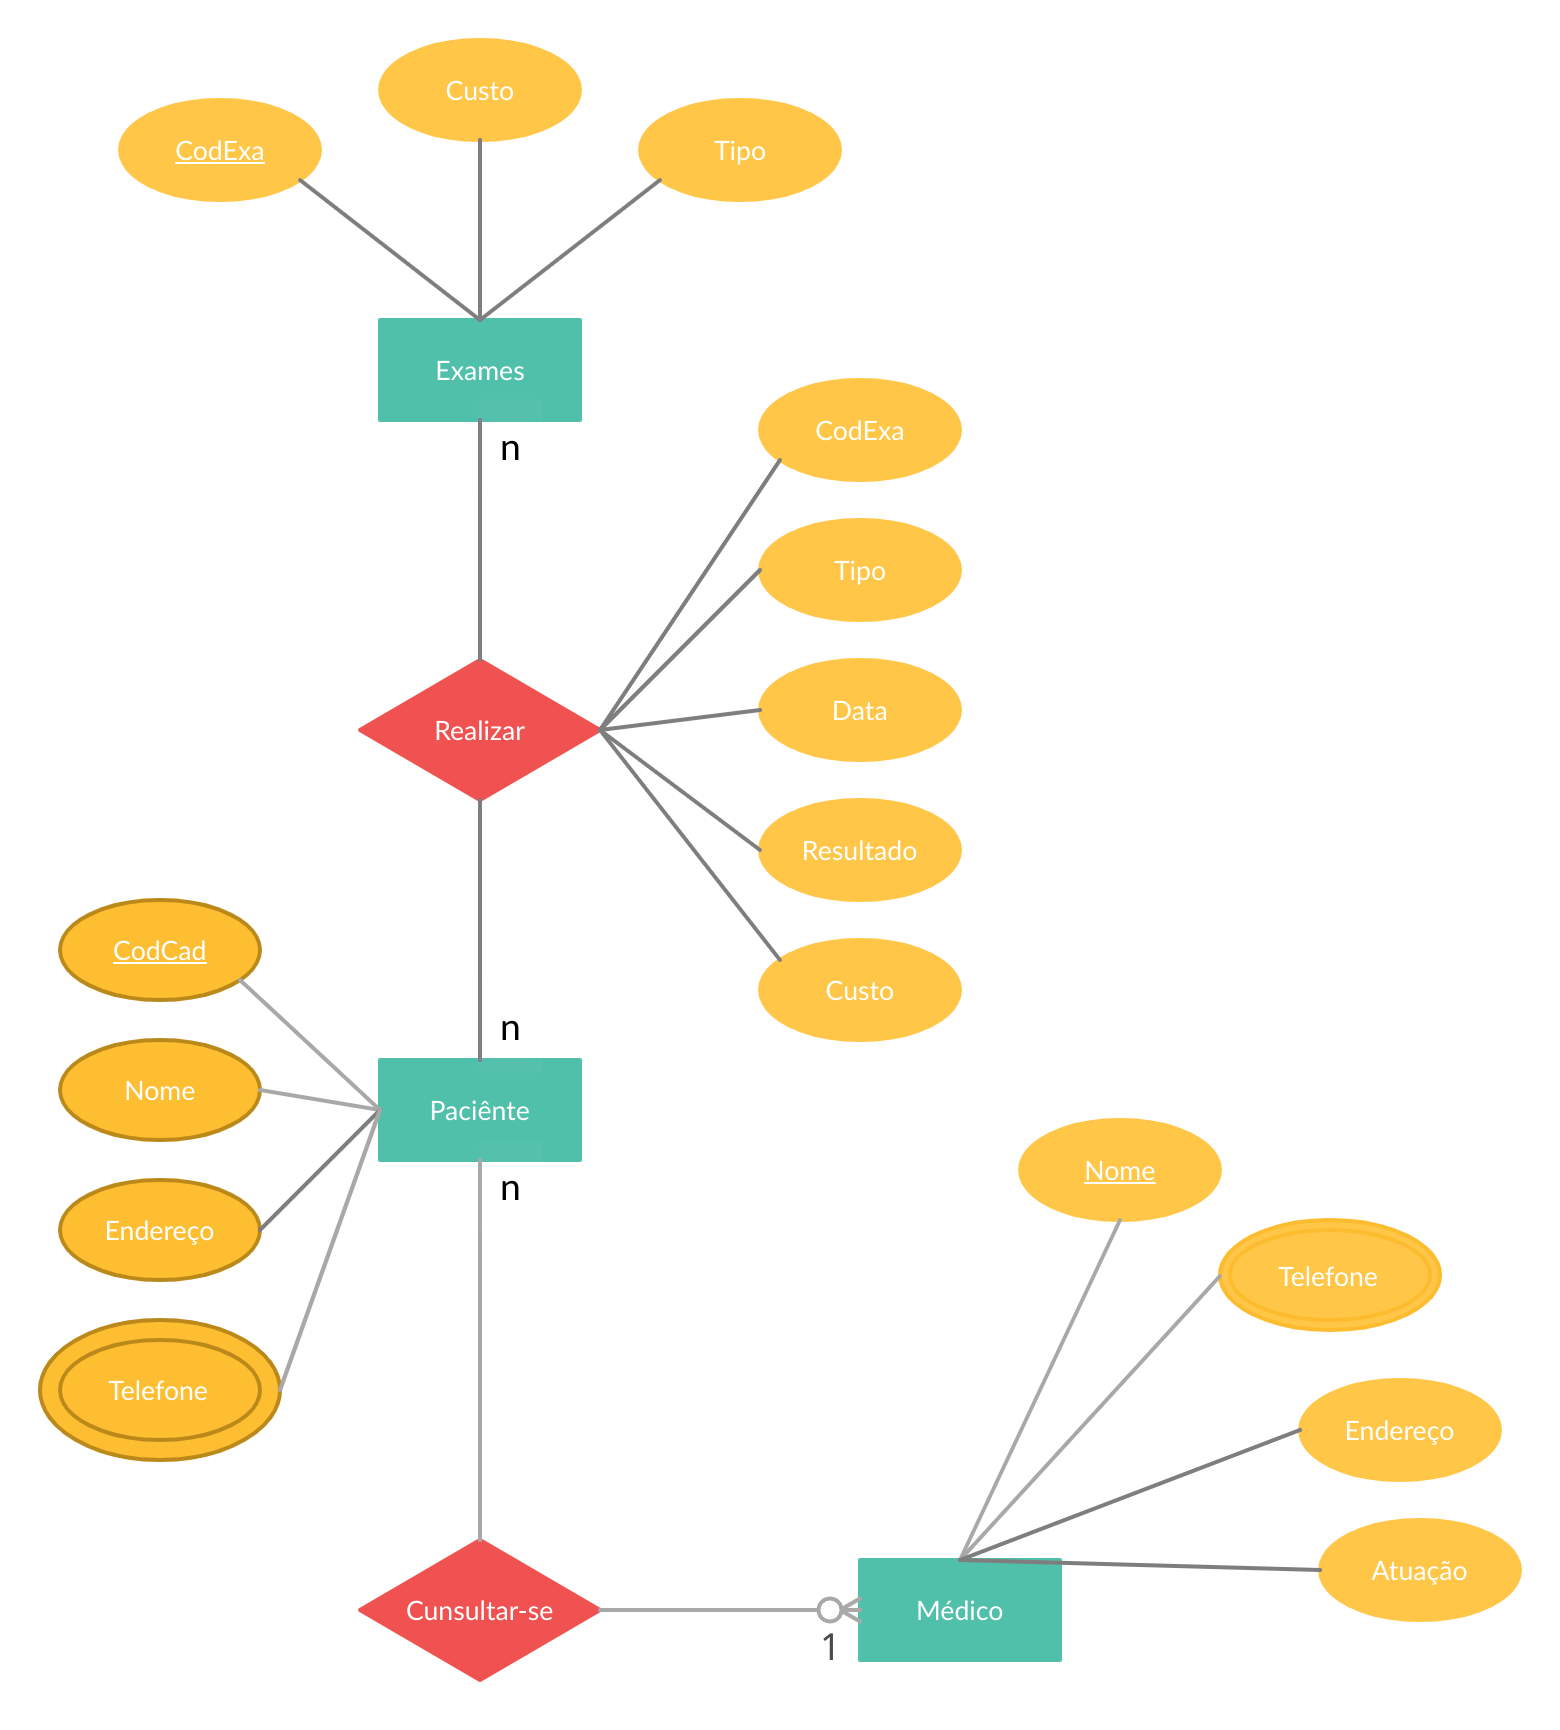 Custo
CodExa
Tipo
Exames
n
CodExa
Tipo
Data
Realizar
Resultado
CodCad
Custo
n
Nome
Paciênte
Nome
n
Endereço
Telefone
Telefone
Endereço
Atuação
Cunsultar-se
Médico
1